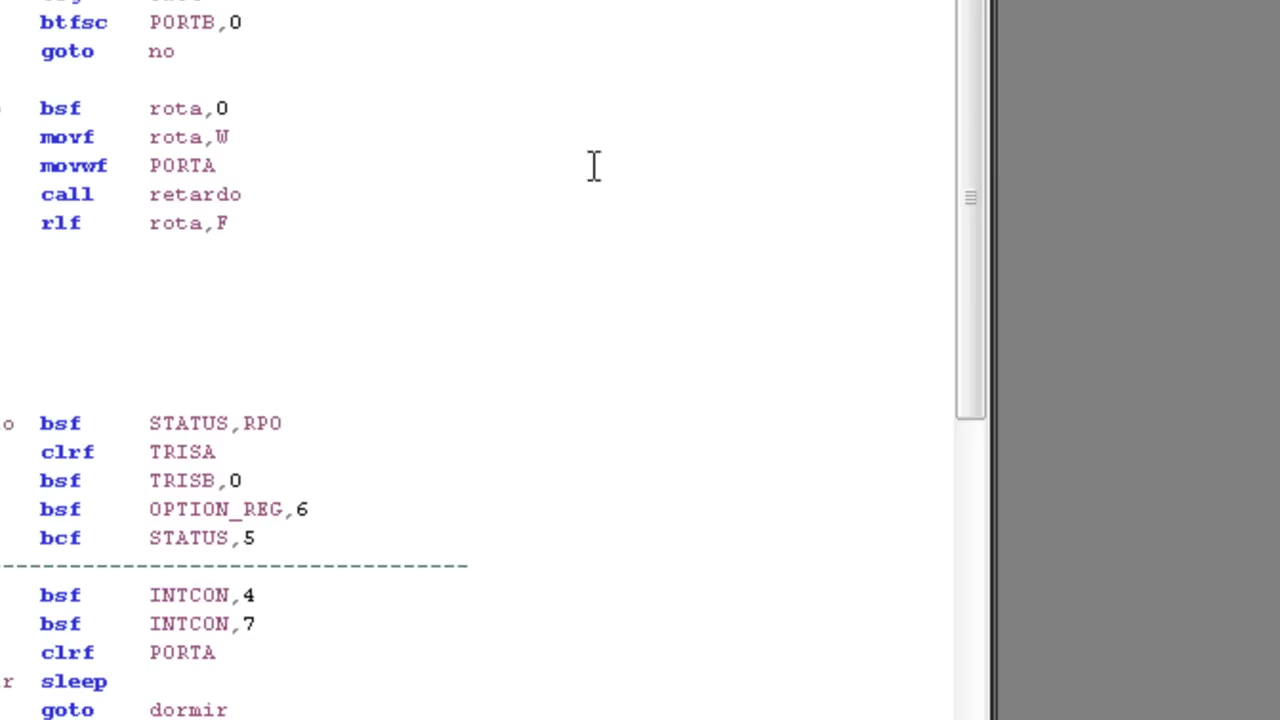 btfsc PORTB,0
goto no
bsf rota,0
movf rota,W
movwf PORTA
call retardo
rlf rota,F
o bsf STATUS,RP0
clrf TRISA
bsf TRISB,0
bsf OPTION_REG,6
bcf STATUS,5
-----------------------------------
bsf INTCON,4
bsf INTCON,7
clrf PORTA
r sleep
goto dormir